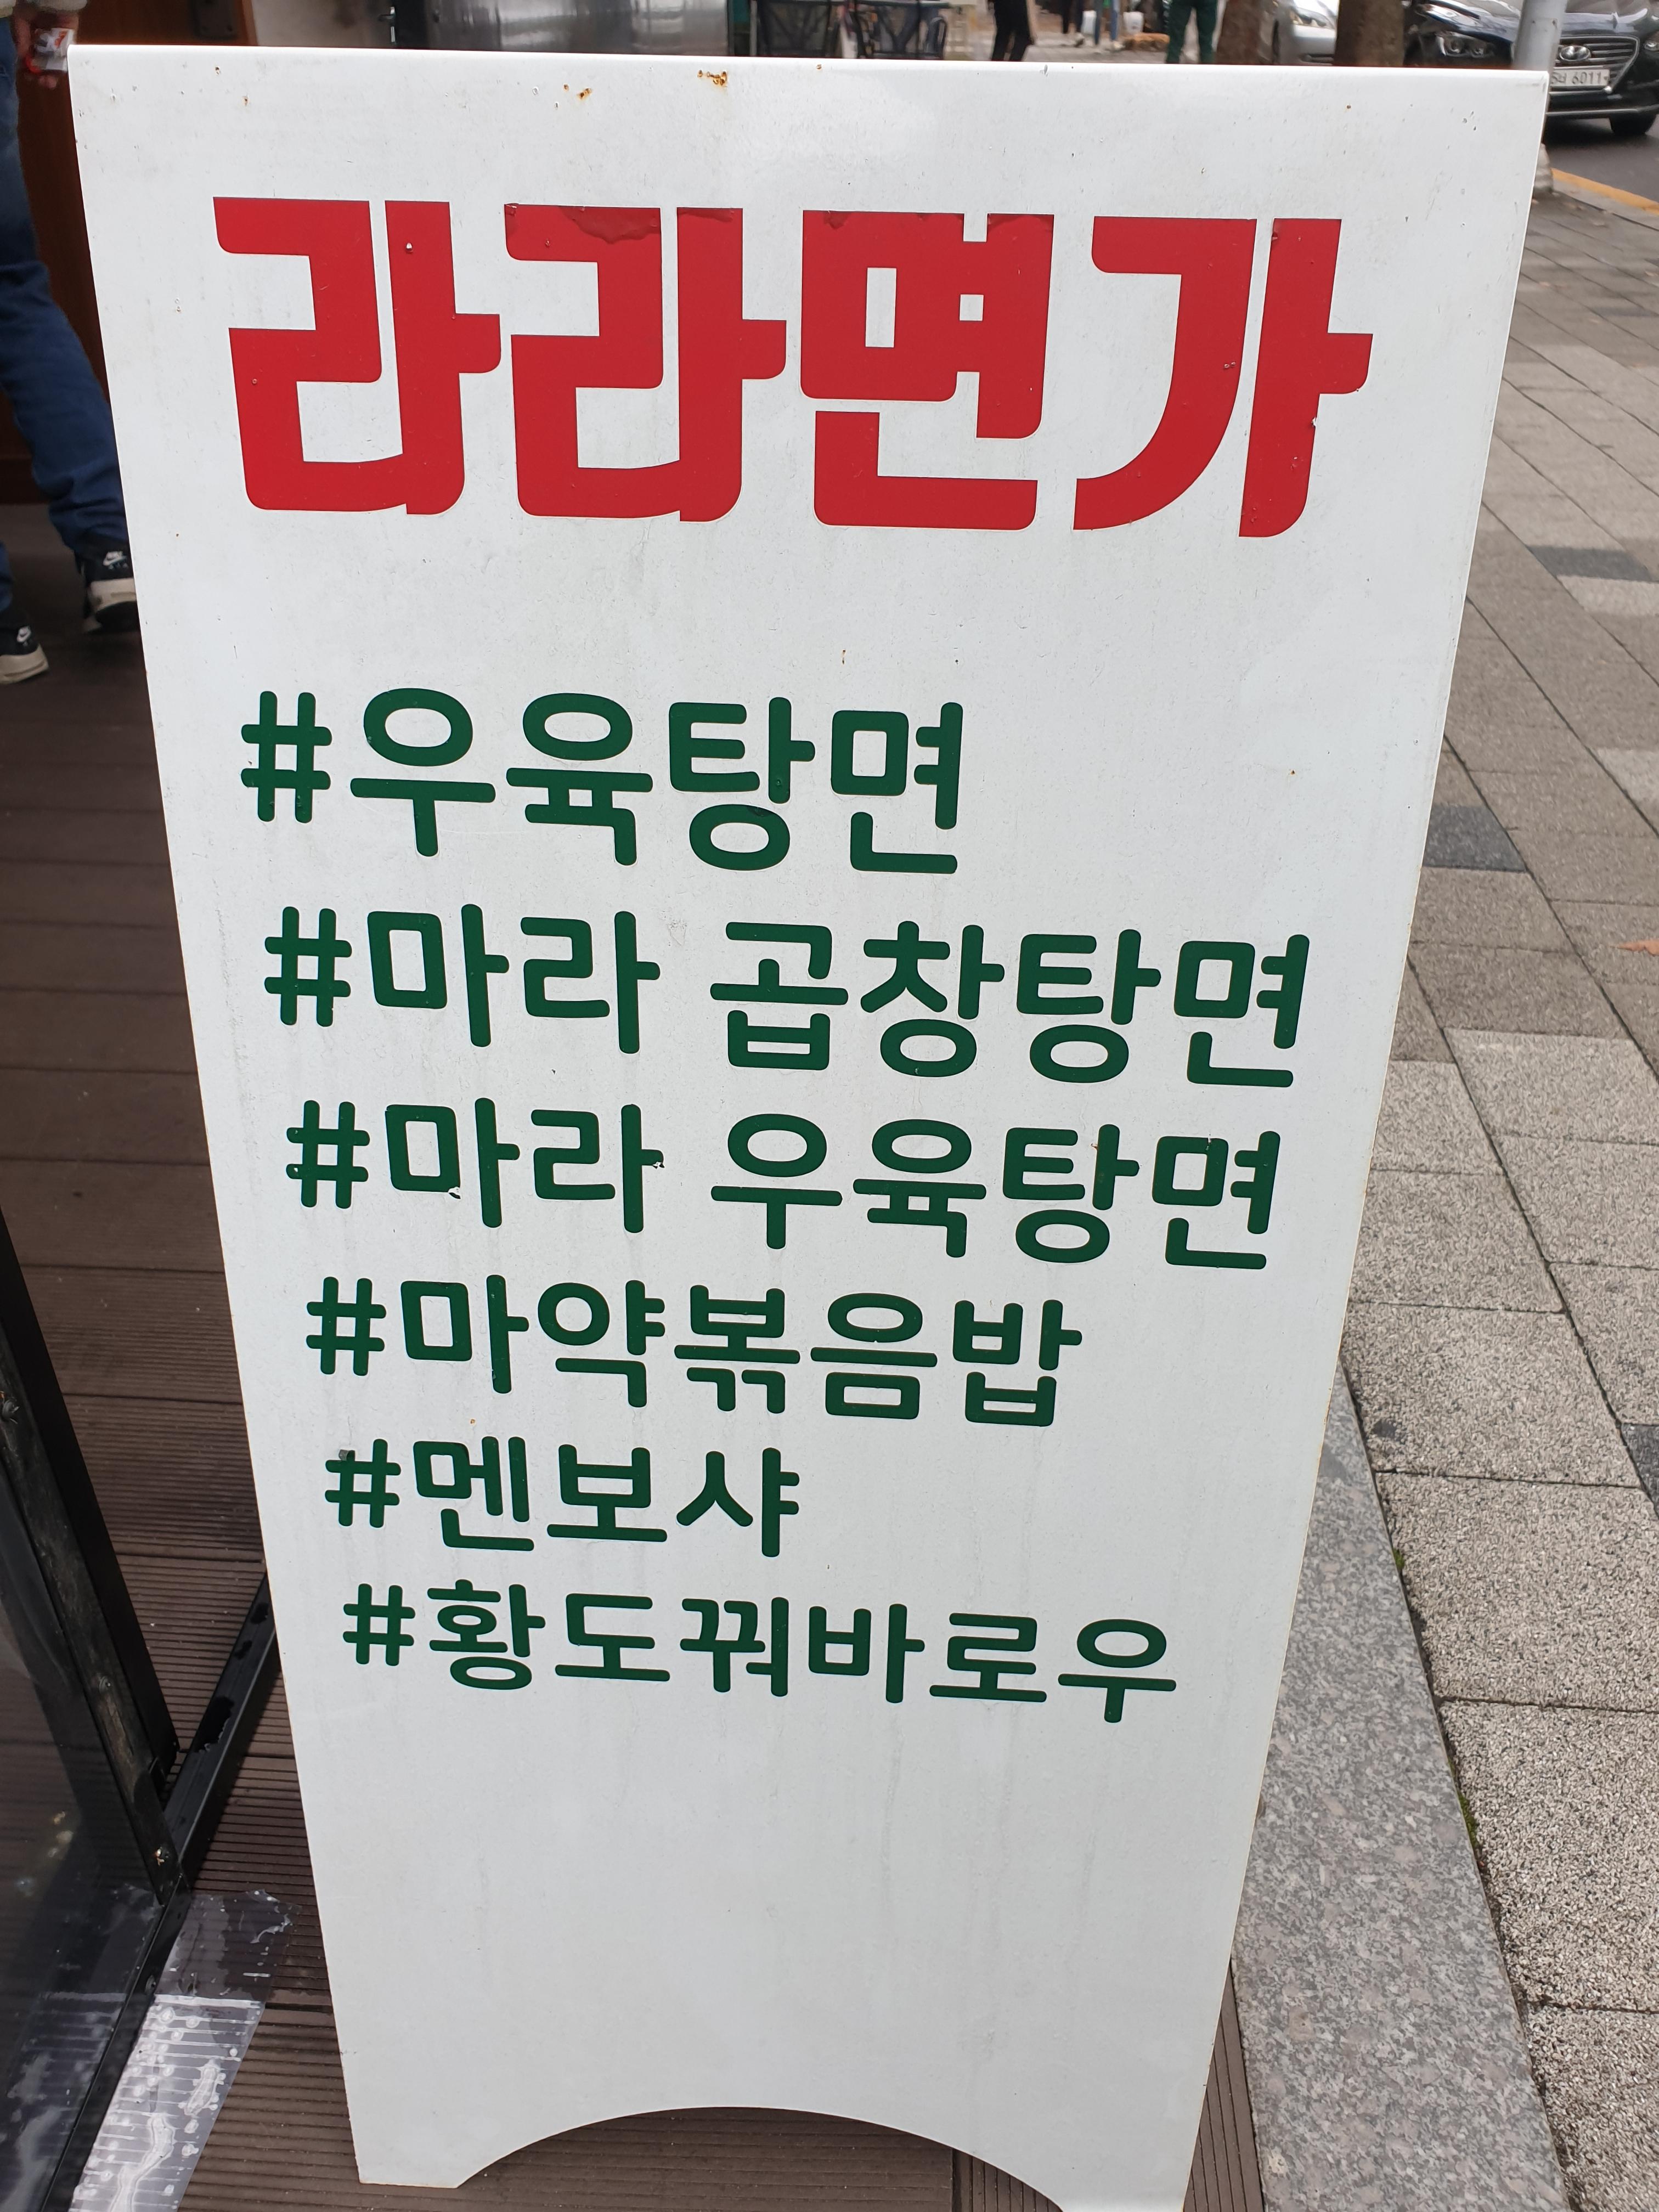 라라면가
#우육탕면
#마라 곱창탕면
#마라 우육탕면
#마약볶음밥
#멘보샤
#황도꿔바로우
6011